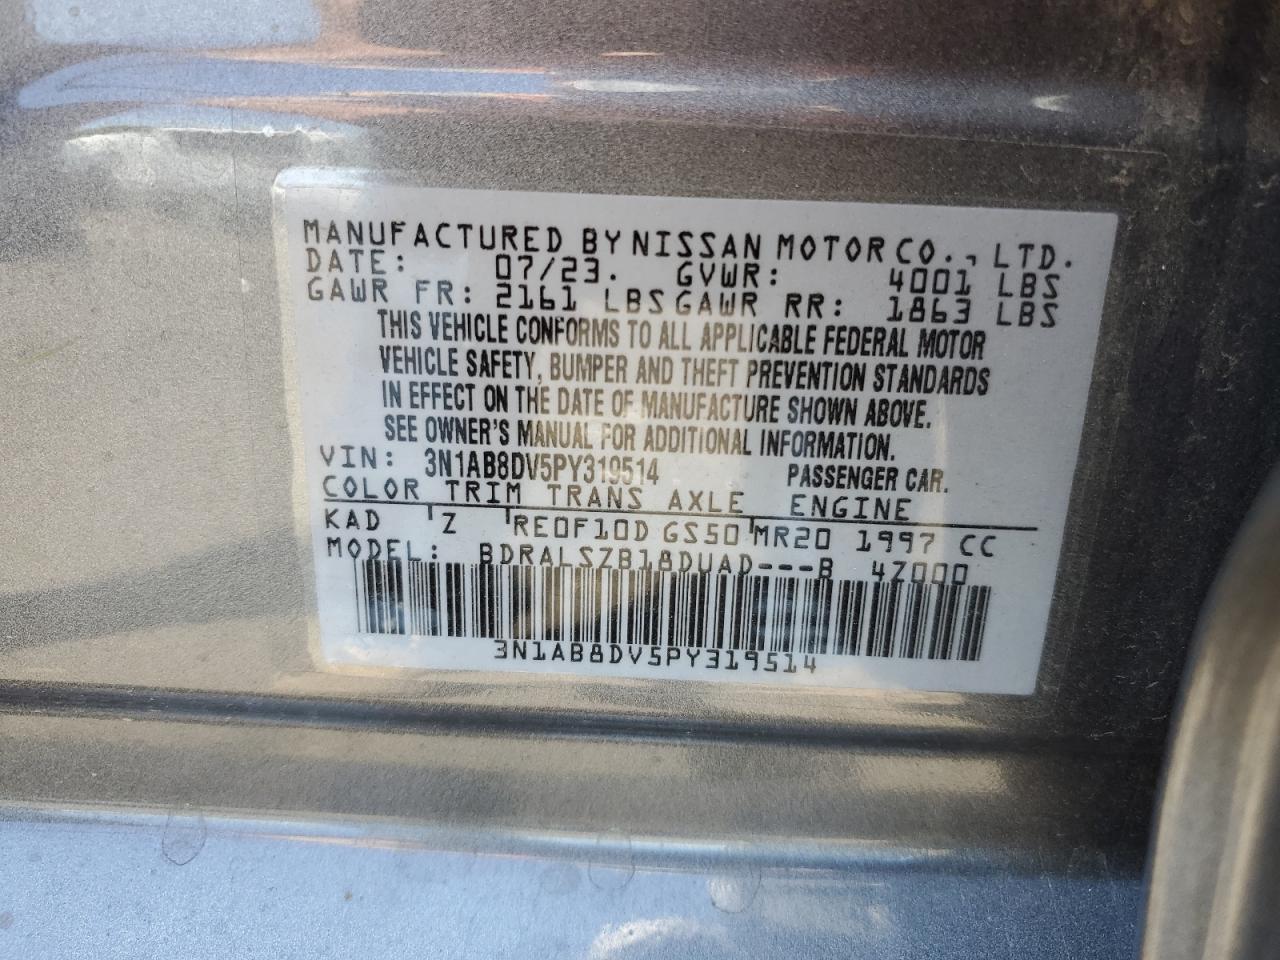 MANUFACTURED BY NISSAN MOTOR CO., LTD.
DATE: 07/23. GVWR: 4001 LBS
GAWR FR: 2161 LBS GAWR RR: 1863 LBS
THIS VEHICLE CONFORMS TO ALL APPLICABLE FEDERAL MOTOR
VEHICLE SAFETY, BUMPER AND THEFT PREVENTION STANDARDS
IN EFFECT ON THE DATE OF MANUFACTURE SHOWN ABOVE.
SEE OWNER'S MANUAL FOR ADDITIONAL INFORMATION.
VIN: 3N1AB8DV5PY319514 PASSENGER CAR.
COLOR TRIM TRANS AXLE ENGINE
KAD Z RE0F10D GS50 MR20 1997 CC
MODEL: BDRALSZB18DUAD---B 4Z000
3N1AB8DV5PY319514